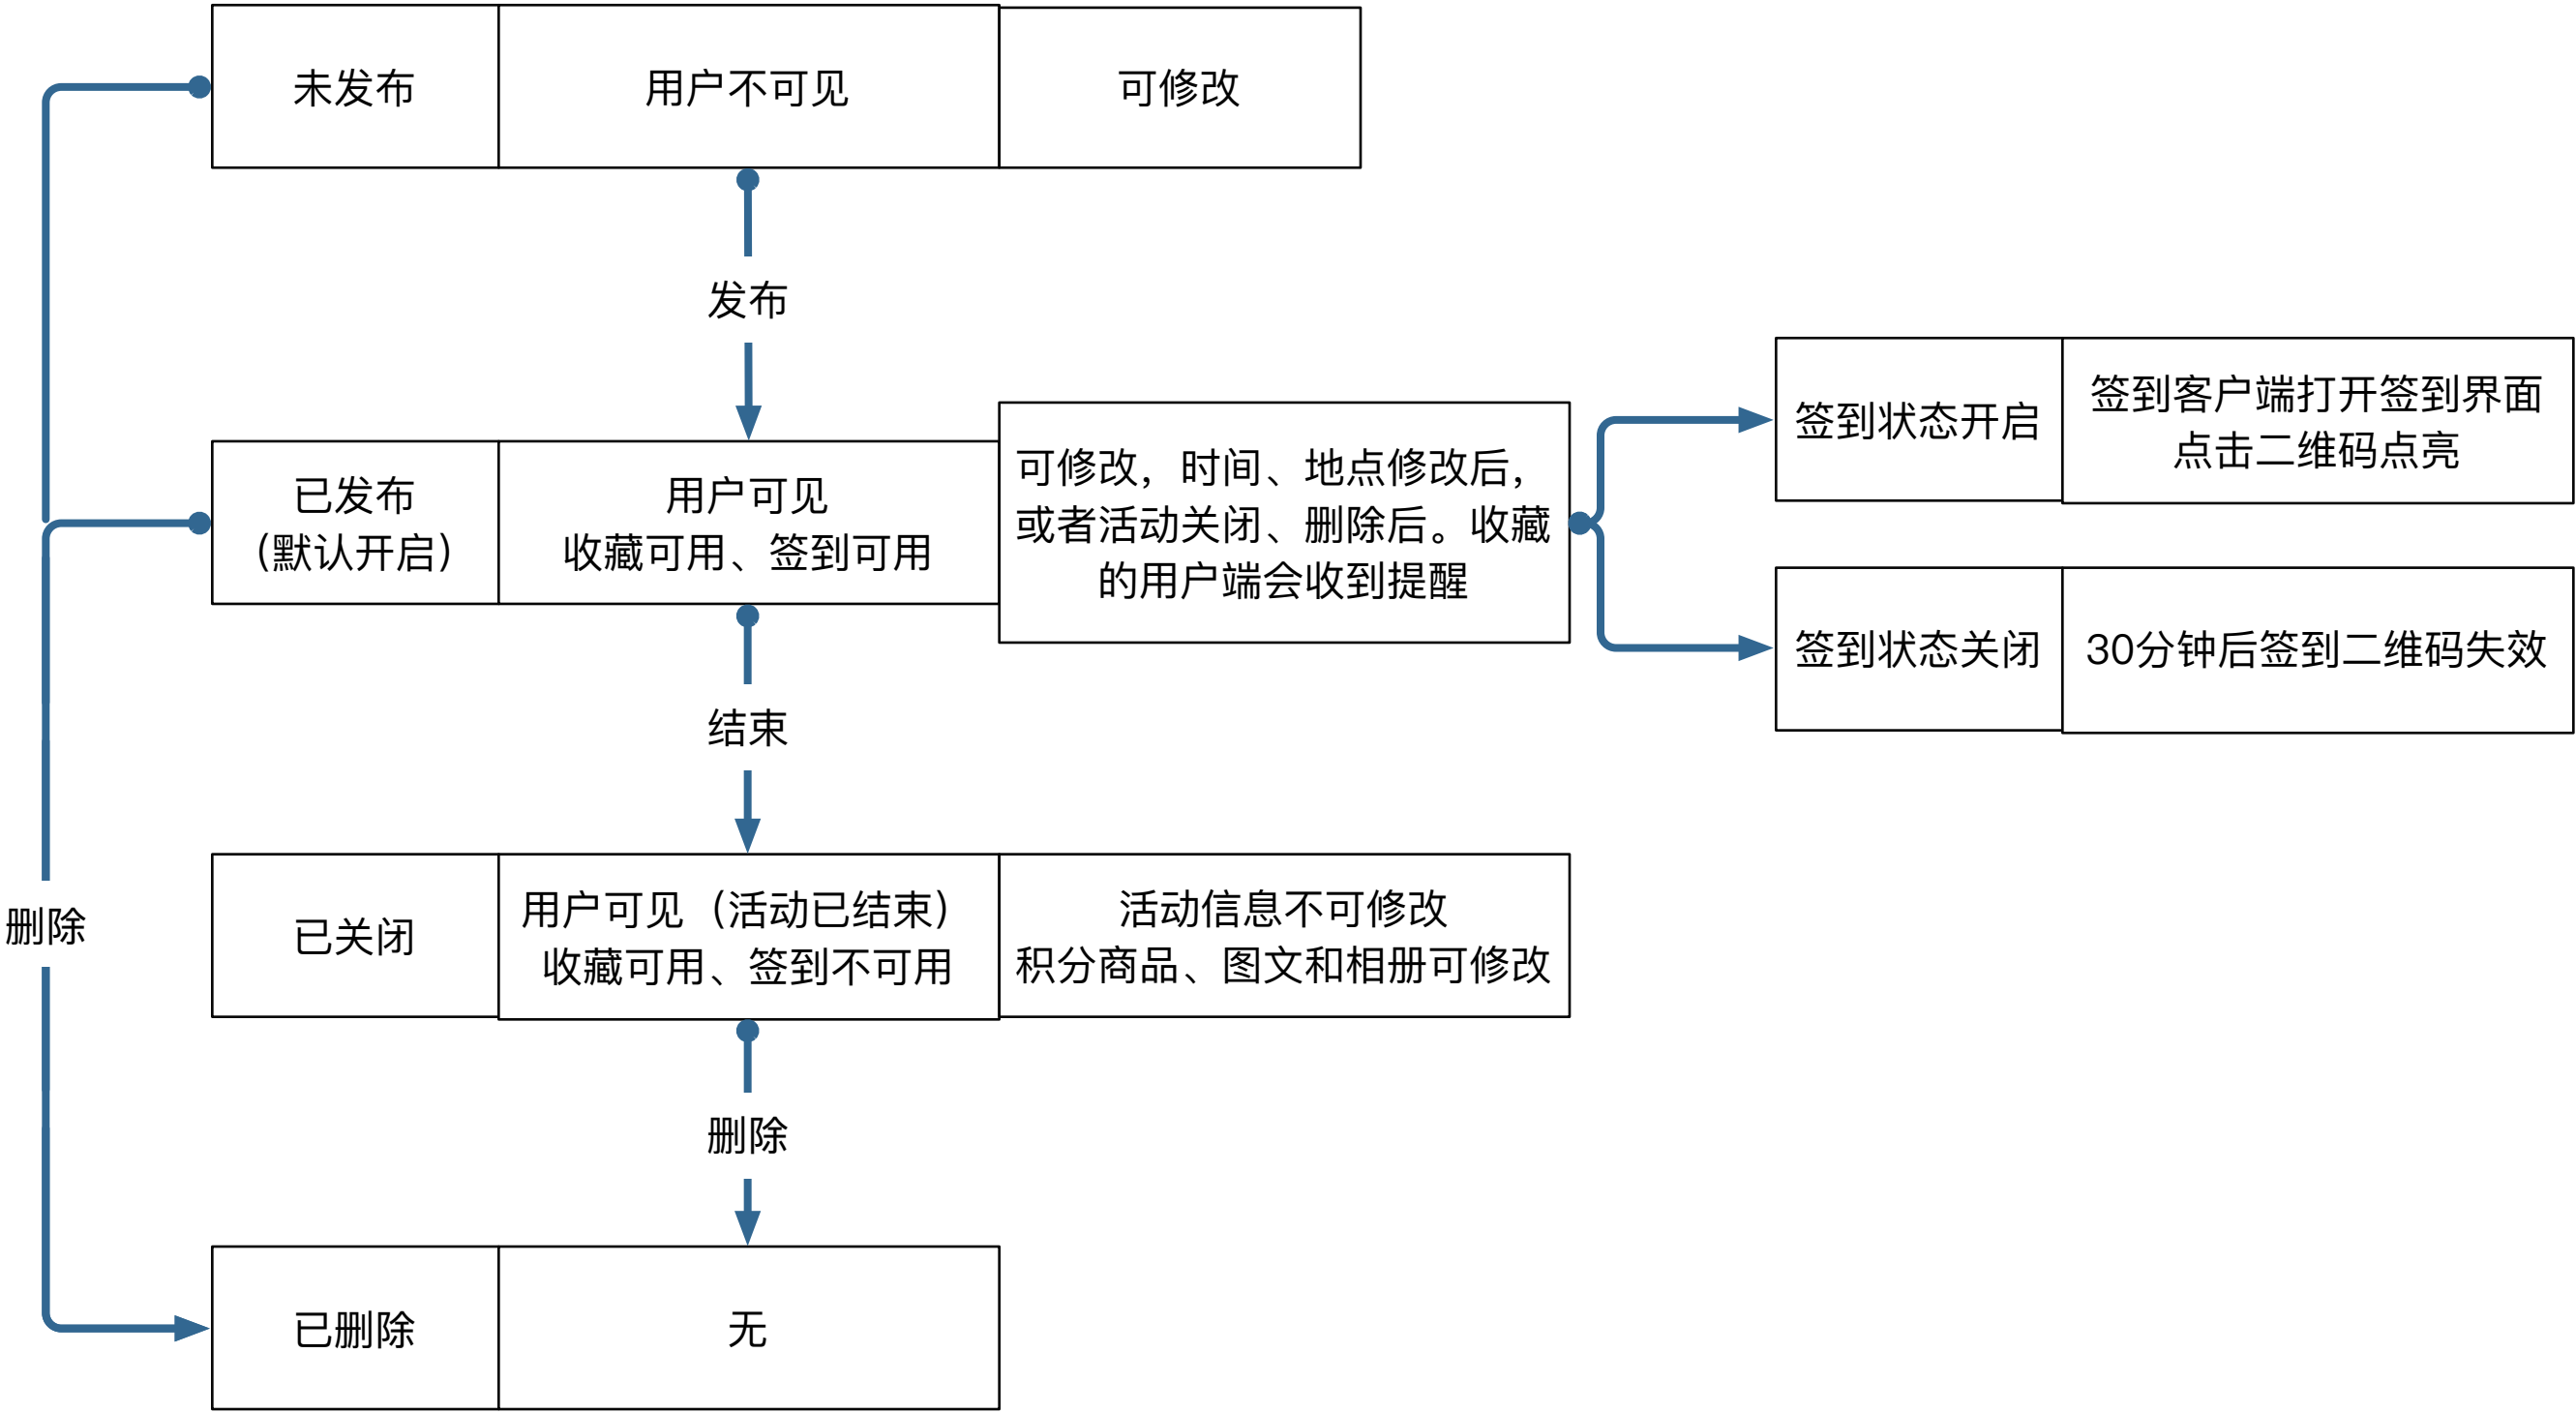 未发布
用户不可见
可修改
发布
已发布
(默认开启)
用户可见
收藏可用、签到可用
可修改，时间、地点修改后，
或者活动关闭、删除后。收藏
的用户端会收到提醒
签到状态开启
签到客户端打开签到界面
点击二维码点亮
签到状态关闭
30分钟后签到二维码失效
结束
已关闭
用户可见（活动已结束）
收藏可用、签到不可用
活动信息不可修改
积分商品、图文和相册可修改
删除
删除
已删除
无